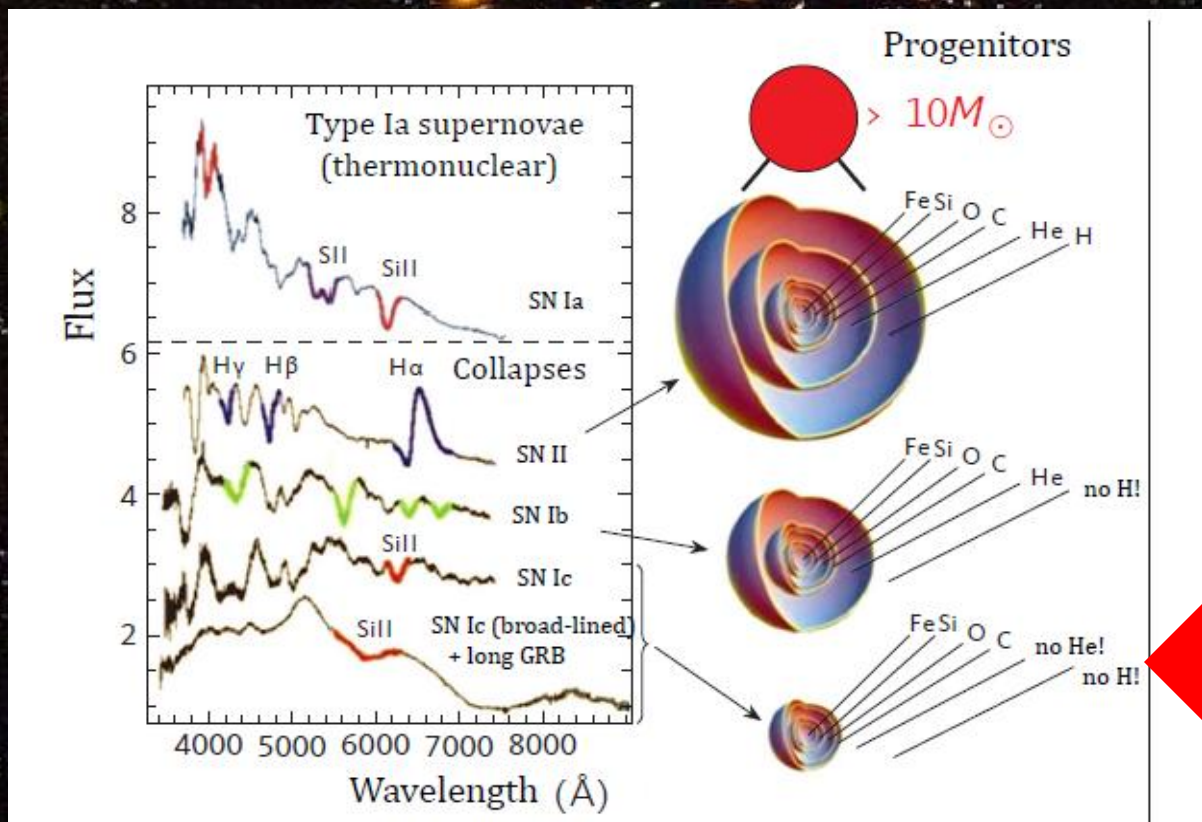 Progenitors
> 10M☉
Type Ia supernovae
(thermonuclear)
8
SII
SiII
SN Ia
Flux
6
Hγ Hβ Hα Collapses
SN II
4
SN Ib
SiII
SN Ic
2
SiII
SN Ic (broad-lined)
+ long GRB
4000 5000 6000 7000 8000
Wavelength (Å)
Fe Si O C He H
Fe Si O C He no H!
Fe Si O C no He! no H!